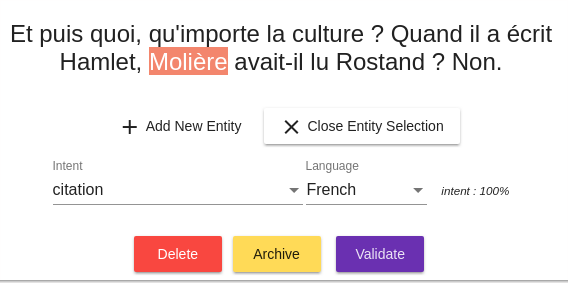 Et puis quoi, qu'importe la culture ? Quand il a écrit
Hamlet, Molière avait-il lu Rostand ? Non.
Add New Entity Close Entity Selection
Intent Language
citation French intent : 100%
Delete Archive Validate